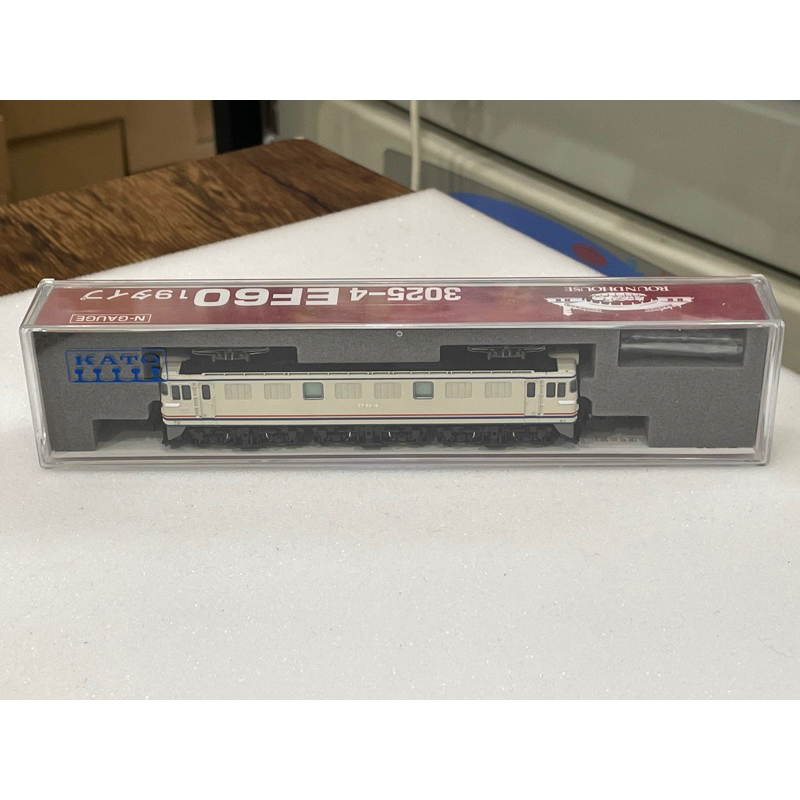 3025-4 EF60 19タイプ
N-GAUGE
ROUNDHOUSE
KATO